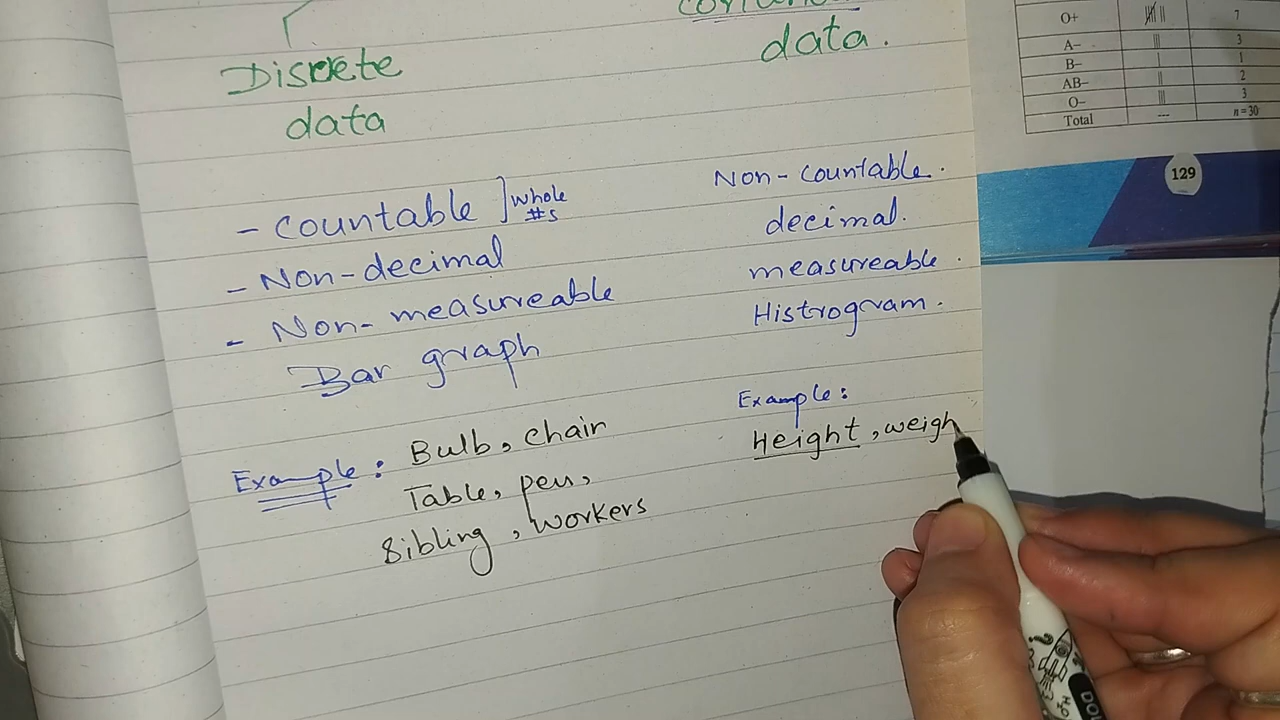 Discrete
data
data.
- Countable ] whole
#s
- Non-decimal
- Non-measureable
Bar graph
Example: Bulb, chair
Table, pen,
Sibling, workers
Non-countable.
decimal.
measureable.
Histrogram.
Example:
Height, weigh
O+ 7
A– 3
B– 1
AB– 2
O– 3
Total --- n = 30
129
DO